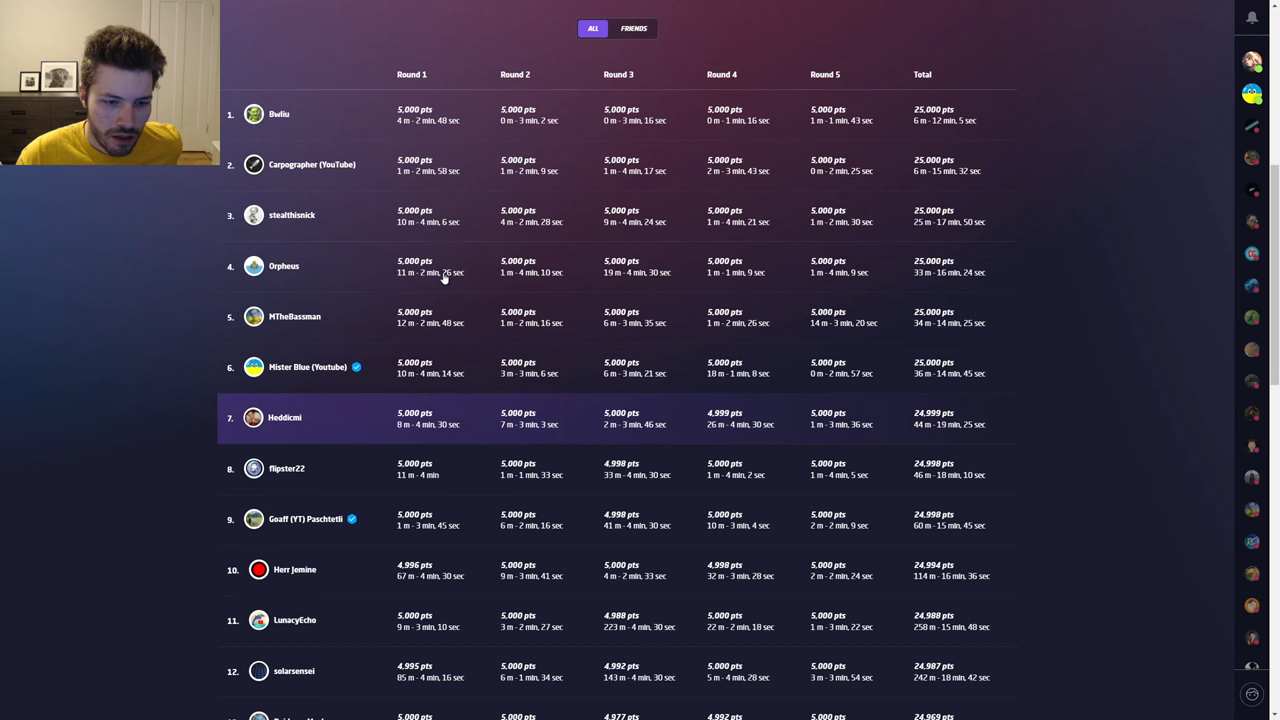 ALL FRIENDS
Round 1 Round 2 Round 3 Round 4 Round 5 Total
1. Bwliu 5,000 pts 5,000 pts 5,000 pts 5,000 pts 5,000 pts 25,000 pts
4 m - 2 min, 48 sec 0 m - 3 min, 2 sec 0 m - 3 min, 16 sec 0 m - 1 min, 16 sec 1 m - 1 min, 43 sec 6 m - 12 min, 5 sec
2. Carpographer (YouTube) 5,000 pts 5,000 pts 5,000 pts 5,000 pts 5,000 pts 25,000 pts
1 m - 2 min, 58 sec 1 m - 2 min, 9 sec 1 m - 4 min, 17 sec 2 m - 3 min, 43 sec 0 m - 2 min, 25 sec 6 m - 15 min, 32 sec
3. stealthisnick 5,000 pts 5,000 pts 5,000 pts 5,000 pts 5,000 pts 25,000 pts
10 m - 4 min, 6 sec 4 m - 2 min, 28 sec 9 m - 4 min, 24 sec 1 m - 4 min, 21 sec 1 m - 2 min, 30 sec 25 m - 17 min, 50 sec
4. Orpheus 5,000 pts 5,000 pts 5,000 pts 5,000 pts 5,000 pts 25,000 pts
11 m - 2 min, 26 sec 1 m - 4 min, 10 sec 19 m - 4 min, 30 sec 1 m - 1 min, 9 sec 1 m - 4 min, 9 sec 33 m - 16 min, 24 sec
5. MTheBassman 5,000 pts 5,000 pts 5,000 pts 5,000 pts 5,000 pts 25,000 pts
12 m - 2 min, 48 sec 1 m - 2 min, 16 sec 6 m - 3 min, 35 sec 1 m - 2 min, 26 sec 14 m - 3 min, 20 sec 34 m - 14 min, 25 sec
6. Mister Blue (Youtube) 5,000 pts 5,000 pts 5,000 pts 5,000 pts 5,000 pts 25,000 pts
10 m - 4 min, 14 sec 3 m - 3 min, 6 sec 6 m - 3 min, 21 sec 18 m - 1 min, 8 sec 0 m - 2 min, 57 sec 36 m - 14 min, 45 sec
7. Heddicmi 5,000 pts 5,000 pts 5,000 pts 4,999 pts 5,000 pts 24,999 pts
8 m - 4 min, 30 sec 7 m - 3 min, 3 sec 2 m - 3 min, 46 sec 26 m - 4 min, 30 sec 1 m - 3 min, 36 sec 44 m - 19 min, 25 sec
8. flipster22 5,000 pts 5,000 pts 4,998 pts 5,000 pts 5,000 pts 24,998 pts
11 m - 4 min 1 m - 1 min, 33 sec 33 m - 4 min, 30 sec 1 m - 4 min, 2 sec 1 m - 4 min, 5 sec 46 m - 18 min, 10 sec
9. Goaff (YT) Paschtetli 5,000 pts 5,000 pts 4,998 pts 5,000 pts 5,000 pts 24,998 pts
1 m - 3 min, 45 sec 6 m - 2 min, 16 sec 41 m - 4 min, 30 sec 10 m - 3 min, 4 sec 2 m - 2 min, 9 sec 60 m - 15 min, 45 sec
10. Herr Jemine 4,996 pts 5,000 pts 5,000 pts 4,998 pts 5,000 pts 24,994 pts
67 m - 4 min, 30 sec 9 m - 3 min, 41 sec 4 m - 2 min, 33 sec 32 m - 3 min, 28 sec 2 m - 2 min, 24 sec 114 m - 16 min, 36 sec
11. LunacyEcho 5,000 pts 5,000 pts 4,988 pts 5,000 pts 5,000 pts 24,988 pts
9 m - 3 min, 10 sec 3 m - 2 min, 27 sec 223 m - 4 min, 30 sec 22 m - 2 min, 18 sec 1 m - 3 min, 22 sec 258 m - 15 min, 48 sec
12. solarsensei 4,995 pts 5,000 pts 4,992 pts 5,000 pts 5,000 pts 24,987 pts
85 m - 4 min, 16 sec 6 m - 1 min, 34 sec 143 m - 4 min, 30 sec 5 m - 4 min, 28 sec 3 m - 3 min, 54 sec 242 m - 18 min, 42 sec
5,000 pts 5,000 pts 4,977 pts 4,992 pts 5,000 pts 24,969 pts